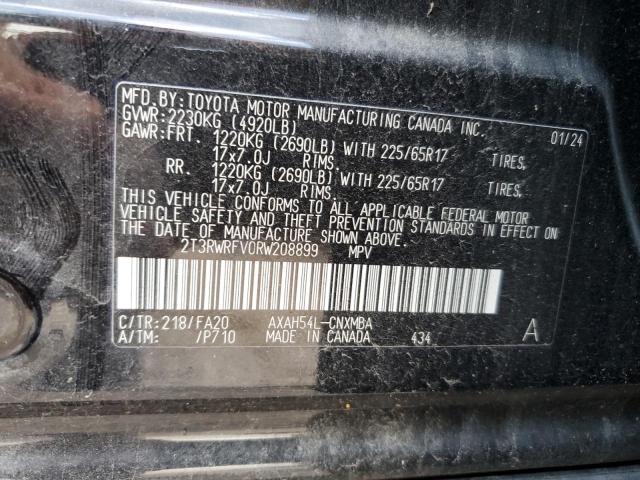 MFD.BY:TOYOTA MOTOR MANUFACTURING CANADA INC. 01/24
GVWR:2230KG (4920LB)
GAWR:FRT. 1220KG (2690LB) WITH 225/65R17 TIRES,
17x7.0J RIMS.
RR. 1220KG (2690LB) WITH 225/65R17 TIRES,
17x7.0J RIMS.
THIS VEHICLE CONFORMS TO ALL APPLICABLE FEDERAL MOTOR
VEHICLE SAFETY AND THEFT PREVENTION STANDARDS IN EFFECT ON
THE DATE OF MANUFACTURE SHOWN ABOVE.
2T3RWRFV0RW208899 MPV
C/TR:218/FA20 AXAH54L-CNXMBA
A/TM: /P710 MADE IN CANADA 434 A